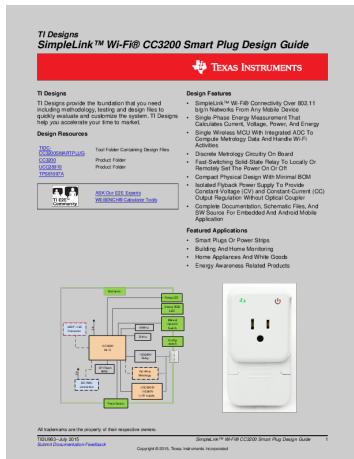 TI Designs
SimpleLink™ Wi-Fi® CC3200 Smart Plug Design Guide
TEXAS INSTRUMENTS
TI Designs
TI Designs provide the foundation that you need
including methodology, testing and design files to
quickly evaluate and customize the system. TI Designs
help you accelerate your time to market.
Design Resources
TIDC-
CC3200SMARTPLUG
Tool Folder Containing Design Files
CC3200
Product Folder
UCC28910
Product Folder
TI E2E™
Community
ASK Our E2E Experts
WEBENCH® Calculator Tools
Design Features
• SimpleLink™ Wi-Fi® Connectivity Over 802.11
b/g/n Networks From Any Mobile Device
• Single-Phase Energy Measurement That
Calculates Current, Voltage, Power, And Energy
• Single Wireless MCU With Integrated ADC To
Compute Metrology Data And Handle Wi-Fi
Activities
• Discrete Metrology Circuitry On Board
• Fast-Switching Solid-State Relay To Locally Or
Remotely Set The Power On Or Off
• Compact Physical Design With Minimal BOM
• Isolated Flyback Power Supply To Provide
Constant-Voltage (CV) and Constant-Current (CC)
Output Regulation Without Optical Coupler
• Complete Documentation, Schematic Files, And
SW Source For Embedded And Android Mobile
Application
Featured Applications
• Smart Plugs Or Power Strips
• Building And Home Monitoring
• Home Appliances And White Goods
• Energy Awareness Related Products
All trademarks are the property of their respective owners.
TIDU983–July 2015
SimpleLink™ Wi-Fi® CC3200 Smart Plug Design Guide
1
Submit Documentation Feedback
Copyright © 2015, Texas Instruments Incorporated